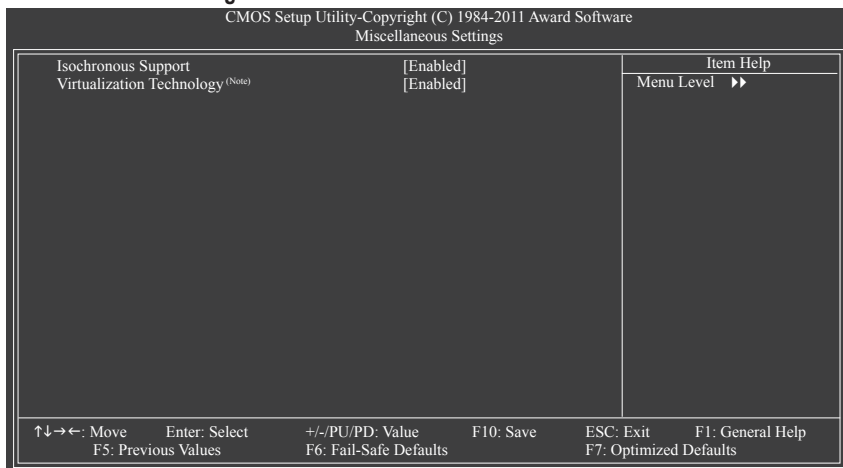 CMOS Setup Utility-Copyright (C) 1984-2011 Award Software
Miscellaneous Settings
Isochronous Support [Enabled]
Virtualization Technology (Note) [Enabled]
Item Help
Menu Level ▶▶
↑↓→←: Move Enter: Select +/-/PU/PD: Value F10: Save ESC: Exit F1: General Help
F5: Previous Values F6: Fail-Safe Defaults F7: Optimized Defaults